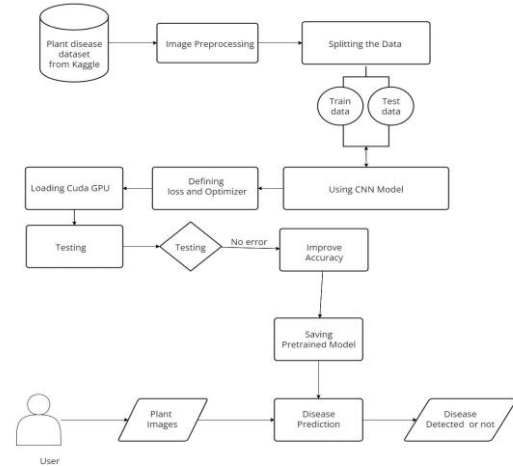 Plant disease
dataset
from Kaggle
Image Preprocessing
Splitting the Data
Train
data
Test
data
Loading Cuda GPU
Defining
loss and Optimizer
Using CNN Model
Testing
Testing
No error
Improve
Accuracy
Saving
Pretrained Model
Plant
Images
Disease
Prediction
Disease
Detected or not
User